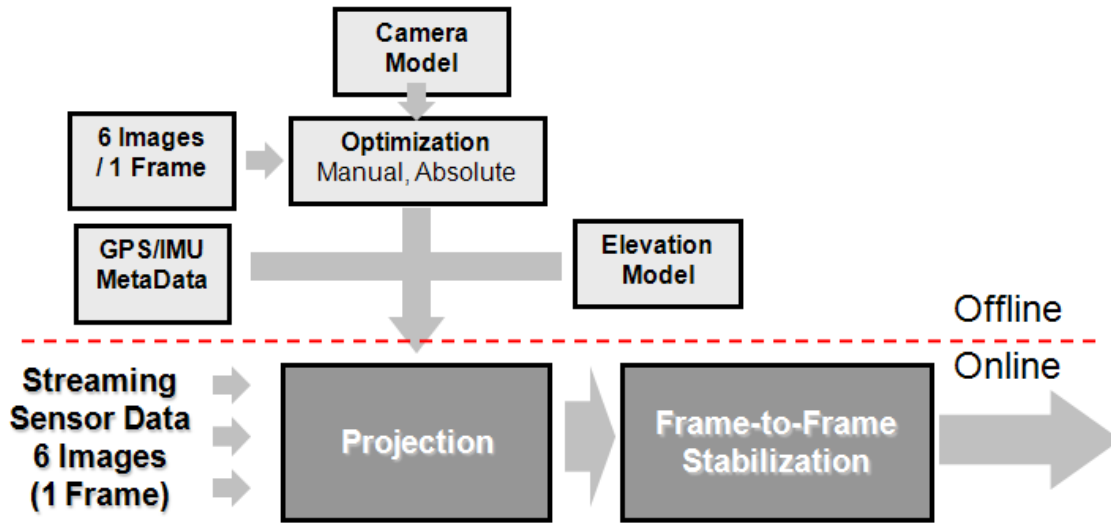 Camera
Model
6 Images
/ 1 Frame
Optimization
Manual, Absolute
GPS/IMU
MetaData
Elevation
Model
Offline
Online
Streaming
Sensor Data
6 Images
(1 Frame)
Projection
Frame-to-Frame
Stabilization